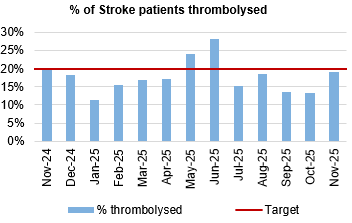 % of Stroke patients thrombolysed
30%
25%
20%
15%
10%
5%
0%
Nov-24
Dec-24
Jan-25
Feb-25
Mar-25
Apr-25
May-25
Jun-25
Jul-25
Aug-25
Sep-25
Oct-25
Nov-25
% thrombolysed
Target